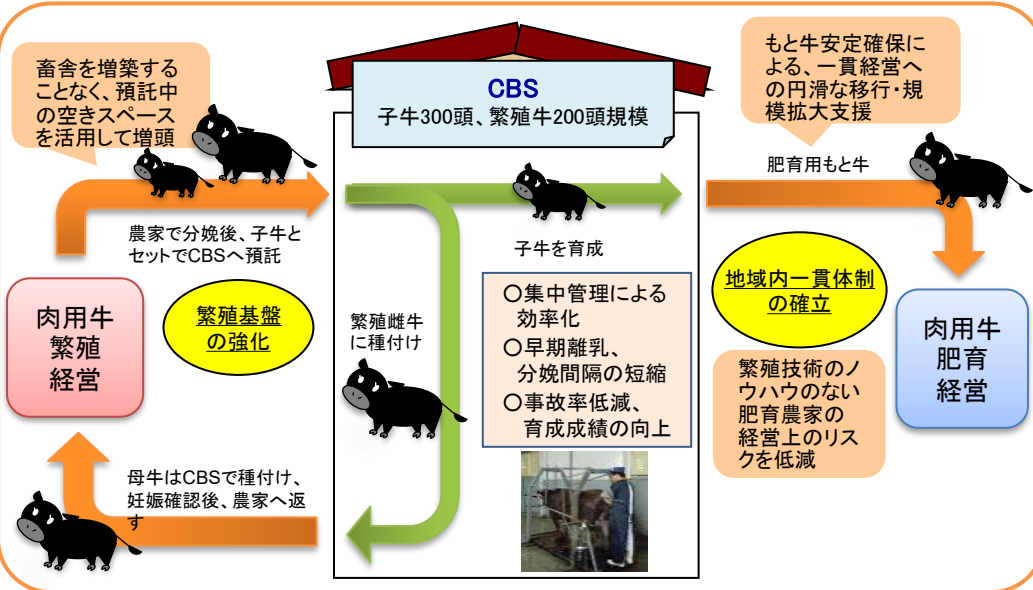 畜舎を増築する
ことなく、預託中
の空きスペース
を活用して増頭
農家で分娩後、子牛と
セットでCBSへ預託
肉用牛
繁殖
経営
繁殖基盤
の強化
母牛はCBSで種付け、
妊娠確認後、農家へ返
す
CBS
子牛300頭、繁殖牛200頭規模
子牛を育成
繁殖雌牛
に種付け
○集中管理による
効率化
○早期離乳、
分娩間隔の短縮
○事故率低減、
育成成績の向上
もと牛安定確保に
よる、一貫経営へ
の円滑な移行・規
模拡大支援
肥育用もと牛
地域内一貫体制
の確立
肉用牛
肥育
経営
繁殖技術のノ
ウハウのない
肥育農家の
経営上のリス
クを低減